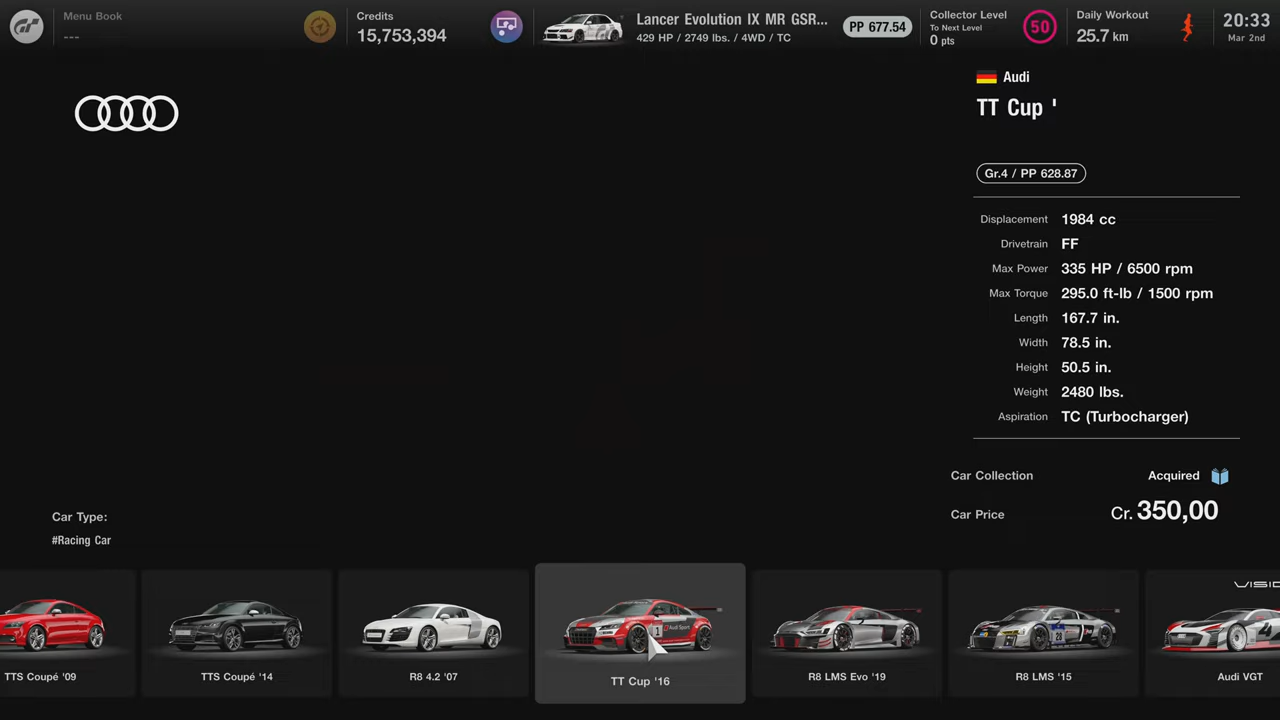 Menu Book
---
Credits
15,753,394
Lancer Evolution IX MR GSR...
429 HP / 2749 lbs. / 4WD / TC
PP 677.54
Collector Level
To Next Level
0 pts
50
Daily Workout
25.7 km
20:33
Mar 2nd
Audi
TT Cup '
Gr.4 / PP 628.87
Displacement 1984 cc
Drivetrain FF
Max Power 335 HP / 6500 rpm
Max Torque 295.0 ft-lb / 1500 rpm
Length 167.7 in.
Width 78.5 in.
Height 50.5 in.
Weight 2480 lbs.
Aspiration TC (Turbocharger)
Car Collection Acquired
Car Price Cr. 350,00
Car Type:
#Racing Car
TTS Coupé '09
TTS Coupé '14
R8 4.2 '07
TT Cup '16
R8 LMS Evo '19
R8 LMS '15
Audi VGT